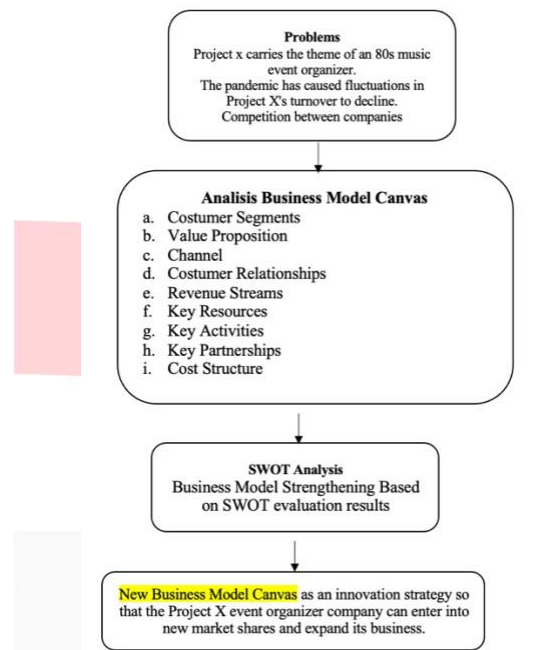 Problems
Project x carries the theme of an 80s music
event organizer.
The pandemic has caused fluctuations in
Project X's turnover to decline.
Competition between companies
Analisis Business Model Canvas
a. Costumer Segments
b. Value Proposition
c. Channel
d. Costumer Relationships
e. Revenue Streams
f. Key Resources
g. Key Activities
h. Key Partnerships
i. Cost Structure
SWOT Analysis
Business Model Strengthening Based
on SWOT evaluation results
New Business Model Canvas as an innovation strategy so
that the Project X event organizer company can enter into
new market shares and expand its business.